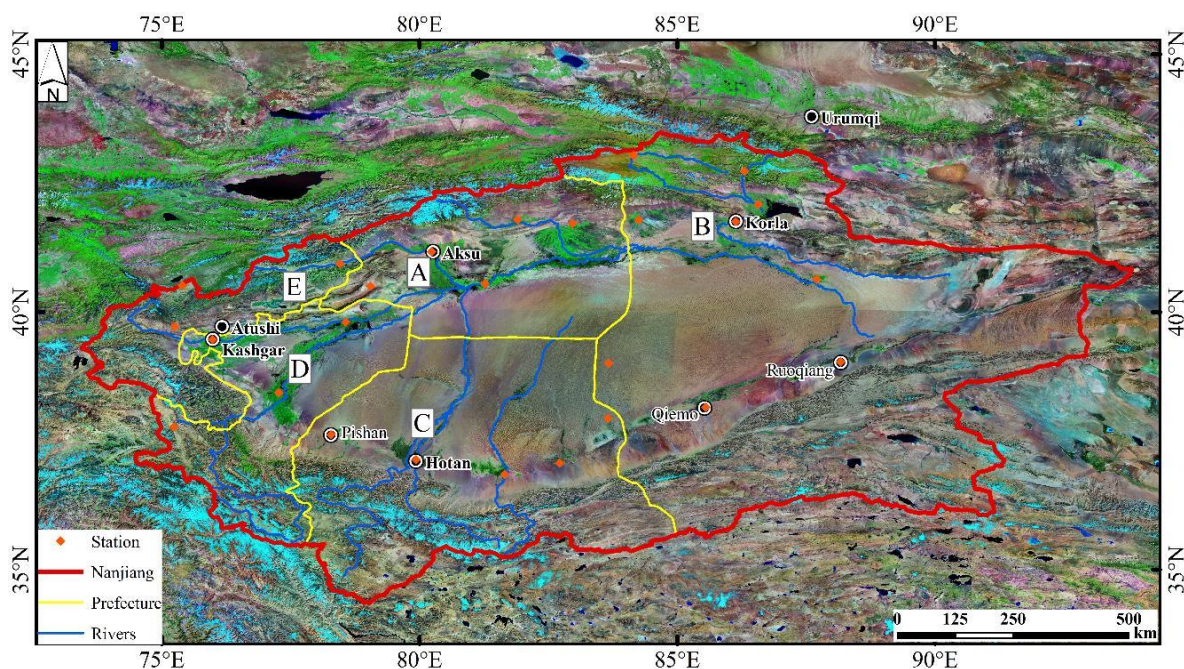 75°E 80°E 85°E 90°E
45°N 45°N
N
Urumqi
B Korla
Aksu
A
E
40°N 40°N
Atushi
Kashgar
D
Ruoqiang
Qiemo
Pishan
C
Hotan
35°N 35°N
Station
Nanjiang
Prefecture
Rivers
0 125 250 500
km
75°E 80°E 85°E 90°E